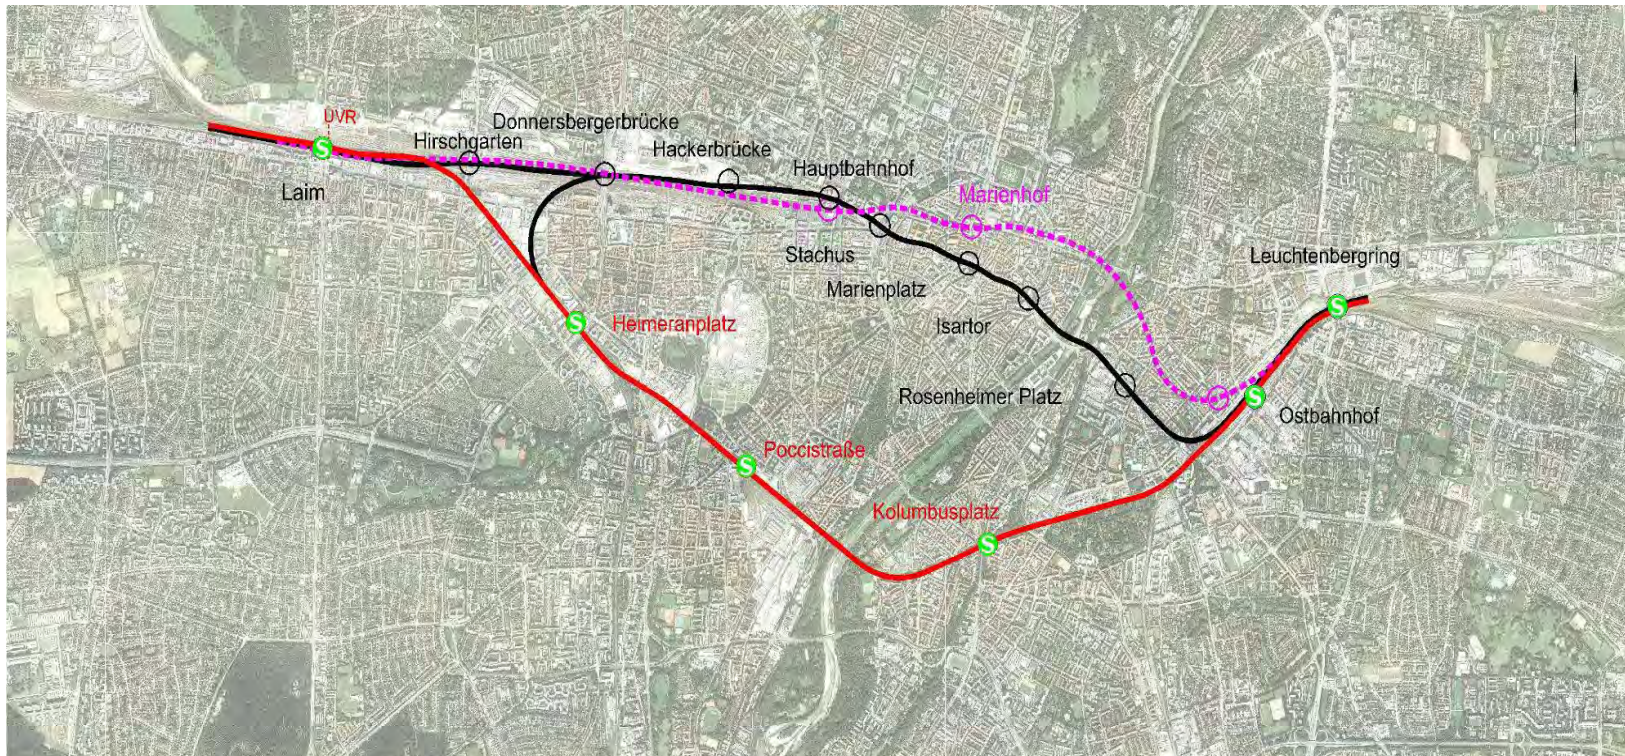 UVR
Donnersbergerbrücke
Hirschgarten
Hackerbrücke
Hauptbahnhof
S
Laim
Marienhof
Stachus
Leuchtenbergring
Marienplatz
Isartor
S
S
Heimeranplatz
Rosenheimer Platz
S
Ostbahnhof
Poccistraße
S
Kolumbusplatz
S